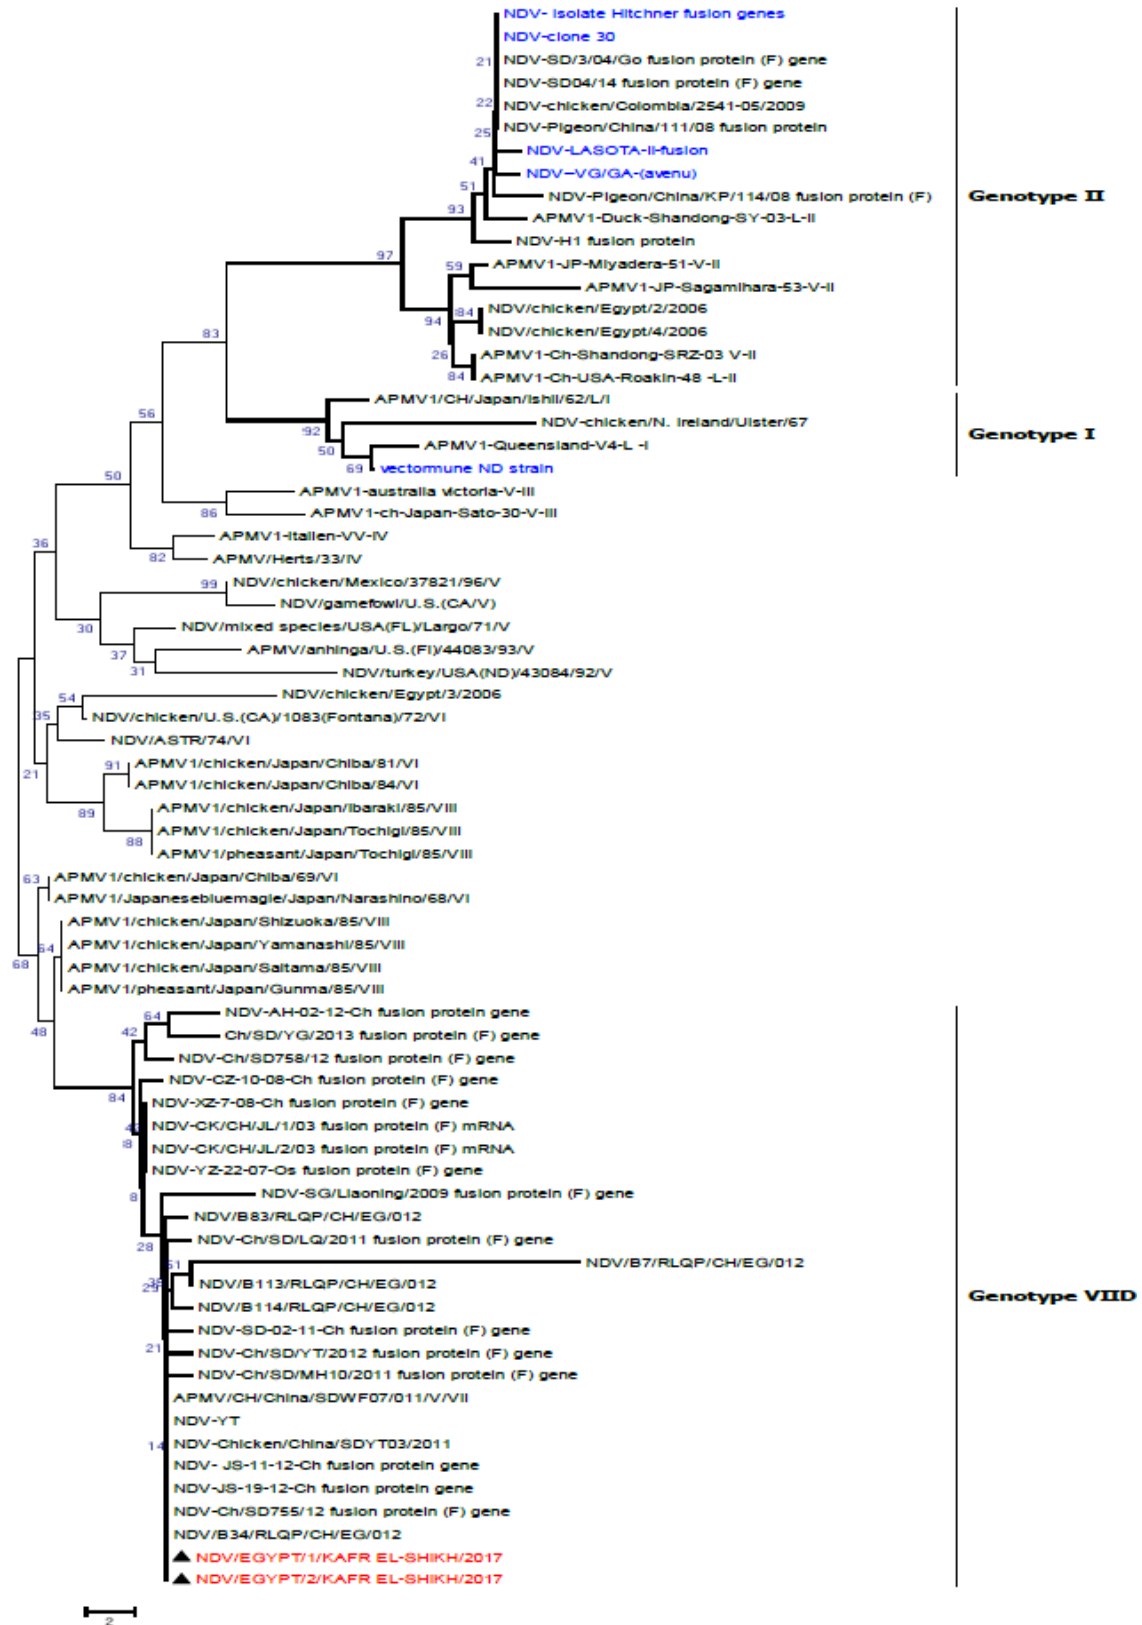 NDV- Isolate Hitchner fusion genes
NDV-clone 30
21
NDV-SD/3/04/Go fusion protein (F) gene
NDV-SD04/14 fusion protein (F) gene
22
NDV-chicken/Colombia/2541-05/2009
NDV-Pigeon/China/111/08 fusion protein
25
NDV-LASOTA-II-fusion
41
NDV--VG/GA-(avenu)
51
NDV-Pigeon/China/KP/114/08 fusion protein (F)
Genotype II
93
APMV1-Duck-Shandong-SY-03-L-II
NDV-H1 fusion protein
97
59
APMV1-JP-Miyadera-51-V-II
APMV1-JP-Sagamihara-53-V-II
84
NDV/chicken/Egypt/2/2006
94
NDV/chicken/Egypt/4/2006
26
APMV1-Ch-Shandong-SRZ-03 V-II
84
APMV1-Ch-USA-Roakin-48 -L-II
83
APMV1/CH/Japan/Ishii/62/L/I
56
NDV-chicken/N. Ireland/Ulster/67
92
Genotype I
50
APMV1-Queensland-V4-L -I
69
vectormune ND strain
50
APMV1-australia victoria-V-III
86
APMV1-ch-Japan-Sato-30-V-III
APMV1-Italien-VV-IV
36
82
APMV/Herts/33/IV
99
NDV/chicken/Mexico/37821/96/V
NDV/gamefowl/U.S.(CA/V)
30
NDV/mixed species/USA(FL)/Largo/71/V
37
APMV/anhinga/U.S.(Fl)/44083/93/V
31
NDV/turkey/USA(ND)/43084/92/V
54
NDV/chicken/Egypt/3/2006
35
NDV/chicken/U.S.(CA)/1083(Fontana)/72/VI
NDV/ASTR/74/VI
21
91
APMV1/chicken/Japan/Chiba/81/VI
APMV1/chicken/Japan/Chiba/84/VI
89
APMV1/chicken/Japan/Ibaraki/85/VIII
88
APMV1/chicken/Japan/Tochigi/85/VIII
APMV1/pheasant/Japan/Tochigi/85/VIII
63
APMV1/chicken/Japan/Chiba/69/VI
APMV1/Japanesebluemagie/Japan/Narashino/68/VI
APMV1/chicken/Japan/Shizuoka/85/VIII
64
APMV1/chicken/Japan/Yamanashi/85/VIII
68
APMV1/chicken/Japan/Saitama/85/VIII
APMV1/pheasant/Japan/Gunma/85/VIII
48
64
NDV-AH-02-12-Ch fusion protein gene
42
Ch/SD/YG/2013 fusion protein (F) gene
NDV-Ch/SD758/12 fusion protein (F) gene
84
NDV-CZ-10-08-Ch fusion protein (F) gene
NDV-XZ-7-08-Ch fusion protein (F) gene
NDV-CK/CH/JL/1/03 fusion protein (F) mRNA
8
NDV-CK/CH/JL/2/03 fusion protein (F) mRNA
NDV-YZ-22-07-Os fusion protein (F) gene
8
NDV-SG/Liaoning/2009 fusion protein (F) gene
NDV/B83/RLQP/CH/EG/012
28
NDV-Ch/SD/LQ/2011 fusion protein (F) gene
51
NDV/B7/RLQP/CH/EG/012
NDV/B113/RLQP/CH/EG/012
Genotype VIID
NDV/B114/RLQP/CH/EG/012
NDV-SD-02-11-Ch fusion protein (F) gene
21
NDV-Ch/SD/YT/2012 fusion protein (F) gene
NDV-Ch/SD/MH10/2011 fusion protein (F) gene
APMV/CH/China/SDWF07/011/V/VII
NDV-YT
14
NDV-Chicken/China/SDYT03/2011
NDV- JS-11-12-Ch fusion protein gene
NDV-JS-19-12-Ch fusion protein gene
NDV-Ch/SD755/12 fusion protein (F) gene
NDV/B34/RLQP/CH/EG/012
NDV/EGYPT/1/KAFR EL-SHIKH/2017
NDV/EGYPT/2/KAFR EL-SHIKH/2017
2